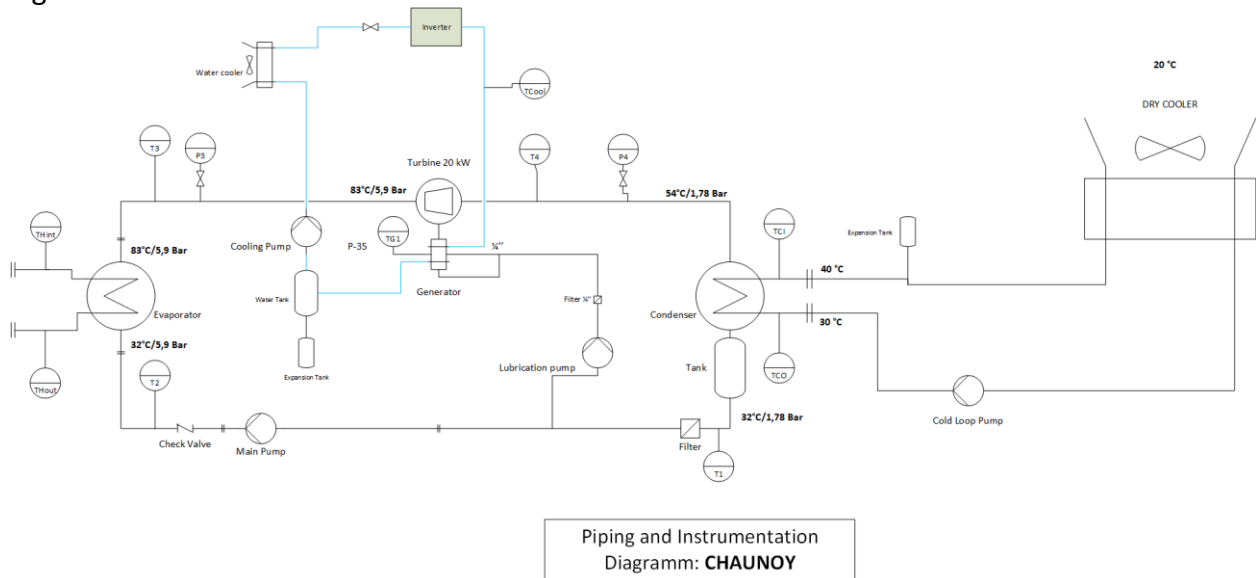 Inverter
Water cooler
TCool
20 °C
DRY COOLER
T3
P3
Turbine 20 kW
T4
P4
83°C/5,9 Bar
54°C/1,78 Bar
THint
TCI
Expansion Tank
Cooling Pump
P-35
TG1
¼’’
83°C/5,9 Bar
40 °C
Water Tank
Generator
Filter ¼’’
Evaporator
Condenser
30 °C
32°C/5,9 Bar
Expansion Tank
Lubrication pump
Tank
THout
T2
TCO
32°C/1,78 Bar
Cold Loop Pump
Check Valve
Main Pump
Filter
T1
Piping and Instrumentation
Diagramm: CHAUNOY